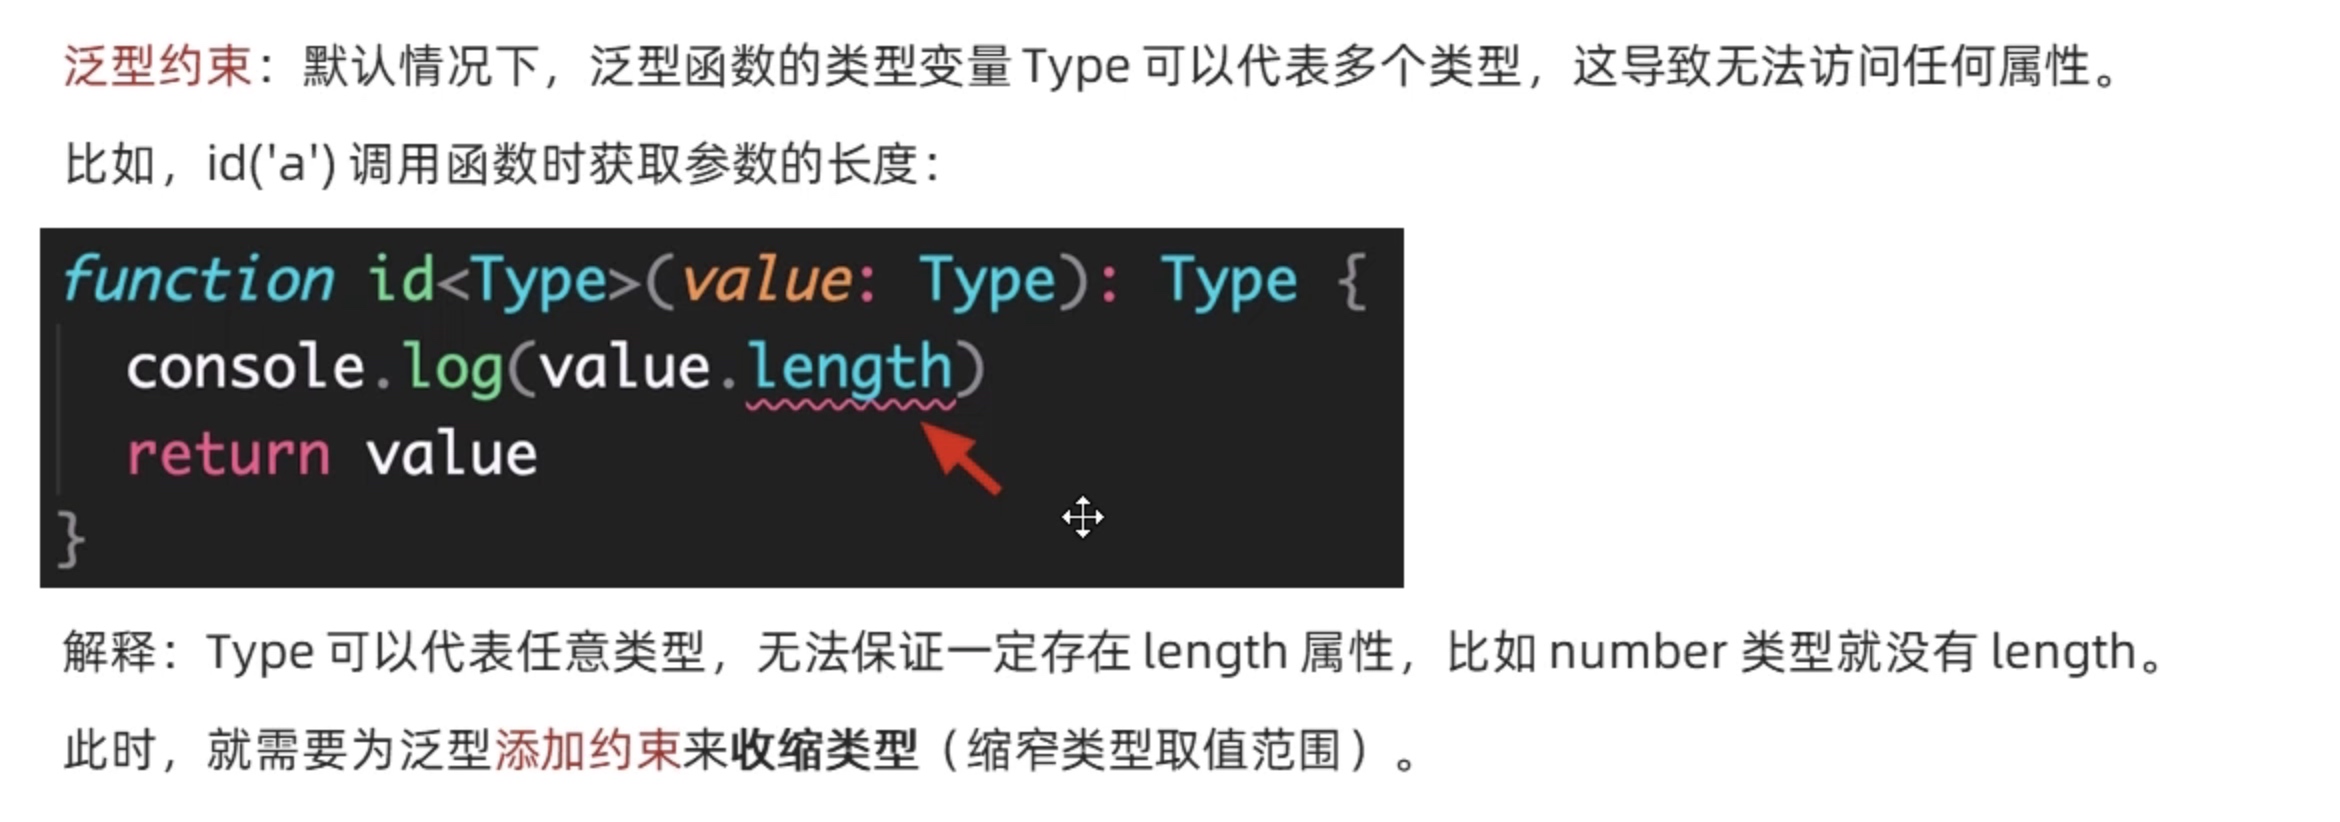 泛型约束：默认情况下，泛型函数的类型变量 Type 可以代表多个类型，这导致无法访问任何属性。
比如，id('a') 调用函数时获取参数的长度：
function id<Type>(value: Type): Type {
  console.log(value.length)
  return value
}
解释：Type 可以代表任意类型，无法保证一定存在 length 属性，比如 number 类型就没有 length。
此时，就需要为泛型添加约束来收缩类型（缩窄类型取值范围）。